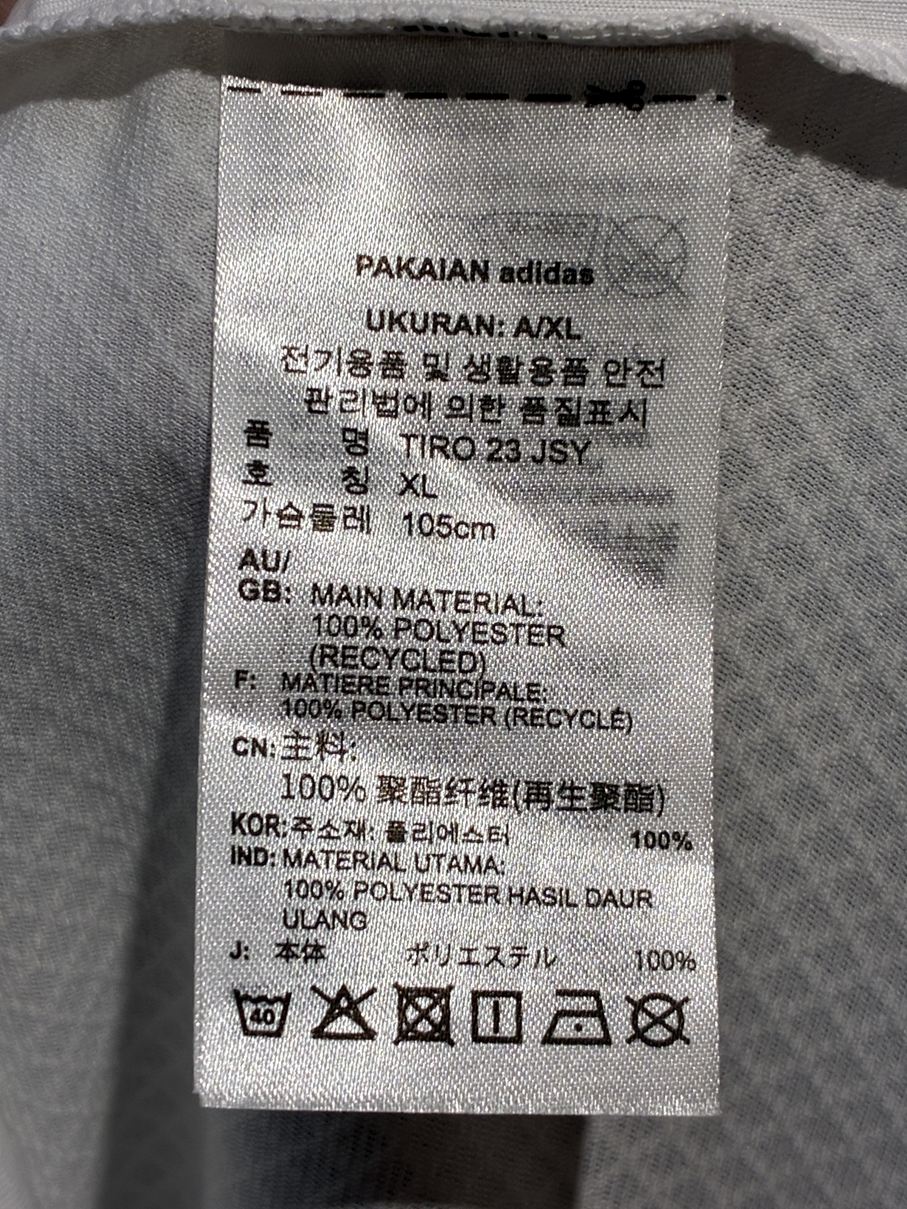 PAKAIAN adidas
UKURAN: A/XL
전기용품 및 생활용품 안전
관리법에 의한 품질표시
품 명 TIRO 23 JSY
호 칭 XL
가슴둘레 105cm
AU/
GB: MAIN MATERIAL:
100% POLYESTER
(RECYCLED)
F: MATIERE PRINCIPALE:
100% POLYESTER (RECYCLÉ)
CN: 主料:
100% 聚酯纤维(再生聚酯)
KOR: 주소재: 폴리에스터 100%
IND: MATERIAL UTAMA:
100% POLYESTER HASIL DAUR
ULANG
J: 本体 ポリエステル 100%
40